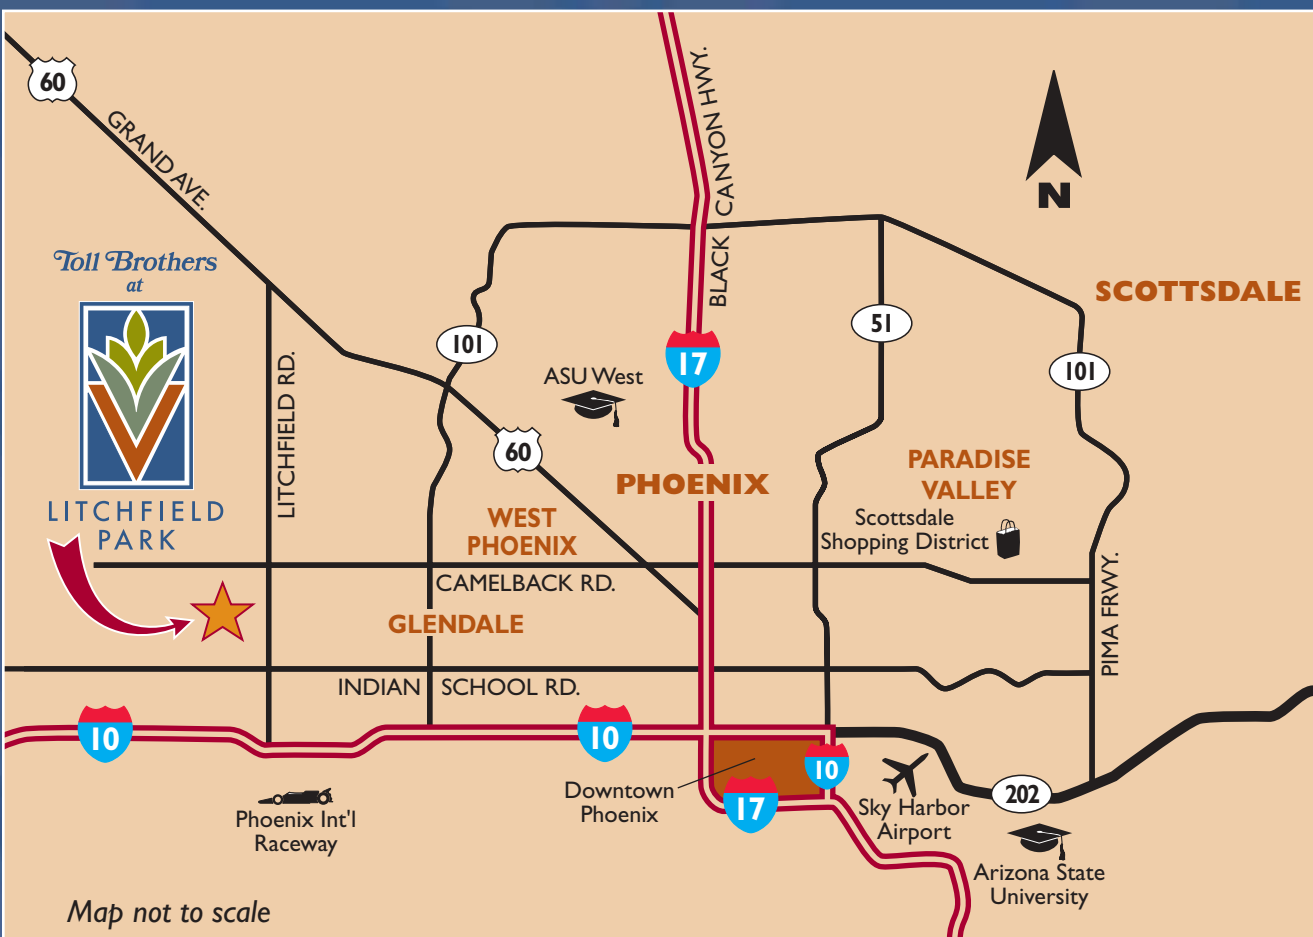 60
GRAND AVE.
BLACK CANYON HWY.
N
Toll Brothers
at
LITCHFIELD
PARK
LITCHFIELD RD.
101
ASU West
17
51
SCOTTSDALE
101
60
PHOENIX
PARADISE
VALLEY
WEST
PHOENIX
Scottsdale
Shopping District
CAMELBACK RD.
GLENDALE
PIMA FRWY.
INDIAN SCHOOL RD.
10
10
10
Downtown
Phoenix
17
202
Sky Harbor
Airport
Phoenix Int'l
Raceway
Arizona State
University
Map not to scale